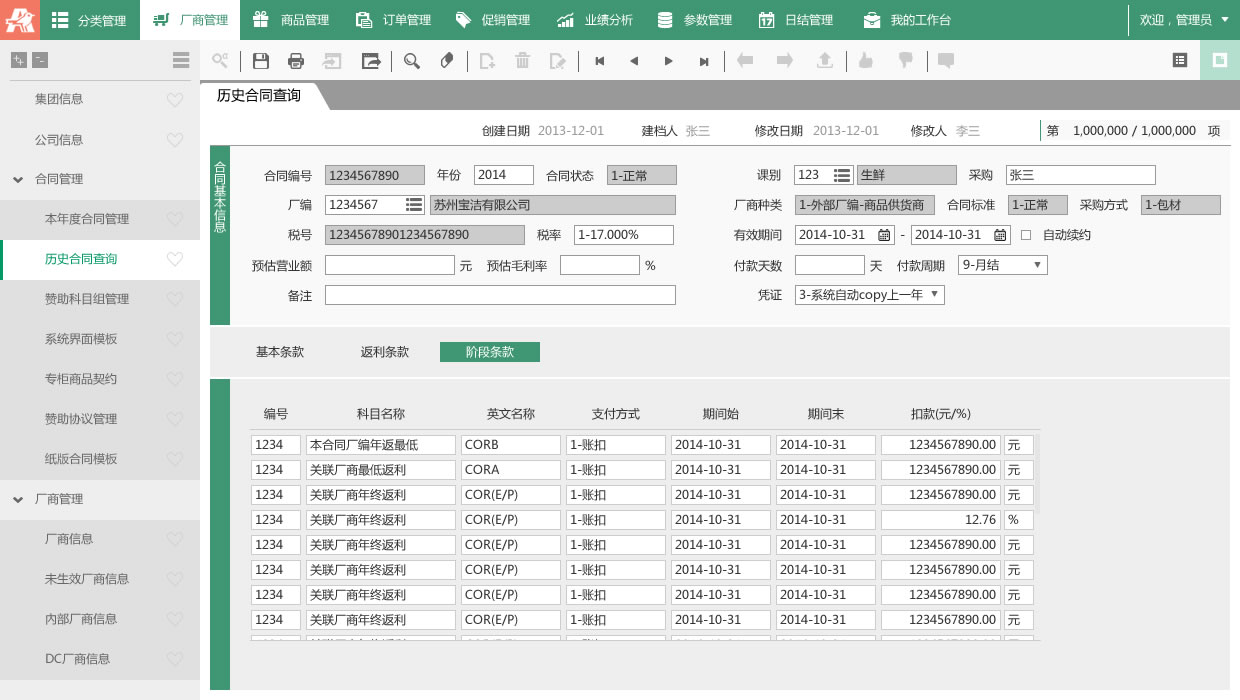 分类管理 厂商管理 商品管理 订单管理 促销管理 业绩分析 参数管理 日结管理 我的工作台 欢迎，管理员
历史合同查询
集团信息
公司信息
合同管理
本年度合同管理
历史合同查询
赞助科目组管理
系统界面模板
专柜商品契约
赞助协议管理
纸版合同模板
厂商管理
厂商信息
未生效厂商信息
内部厂商信息
DC厂商信息
创建日期 2013-12-01 建档人 张三 修改日期 2013-12-01 修改人 李三 第 1,000,000 / 1,000,000 项
合同基本信息
合同编号 1234567890 年份 2014 合同状态 1-正常 课别 123 生鲜 采购 张三
厂编 1234567 苏州宝洁有限公司 厂商种类 1-外部厂编-商品供货商 合同标准 1-正常 采购方式 1-包材
税号 12345678901234567890 税率 1-17.000% 有效期间 2014-10-31 - 2014-10-31 自动续约
预估营业额 元 预估毛利率 % 付款天数 天 付款周期 9-月结
备注 凭证 3-系统自动copy上一年
基本条款 返利条款 阶段条款
编号 科目名称 英文名称 支付方式 期间始 期间末 扣款(元/%)
1234 本合同厂编年返最低 CORB 1-账扣 2014-10-31 2014-10-31 1234567890.00 元
1234 关联厂商最低返利 CORA 1-账扣 2014-10-31 2014-10-31 1234567890.00 元
1234 关联厂商年终返利 COR(E/P) 1-账扣 2014-10-31 2014-10-31 1234567890.00 元
1234 关联厂商年终返利 COR(E/P) 1-账扣 2014-10-31 2014-10-31 12.76 %
1234 关联厂商年终返利 COR(E/P) 1-账扣 2014-10-31 2014-10-31 1234567890.00 元
1234 关联厂商年终返利 COR(E/P) 1-账扣 2014-10-31 2014-10-31 1234567890.00 元
1234 关联厂商年终返利 COR(E/P) 1-账扣 2014-10-31 2014-10-31 1234567890.00 元
1234 关联厂商年终返利 COR(E/P) 1-账扣 2014-10-31 2014-10-31 1234567890.00 元